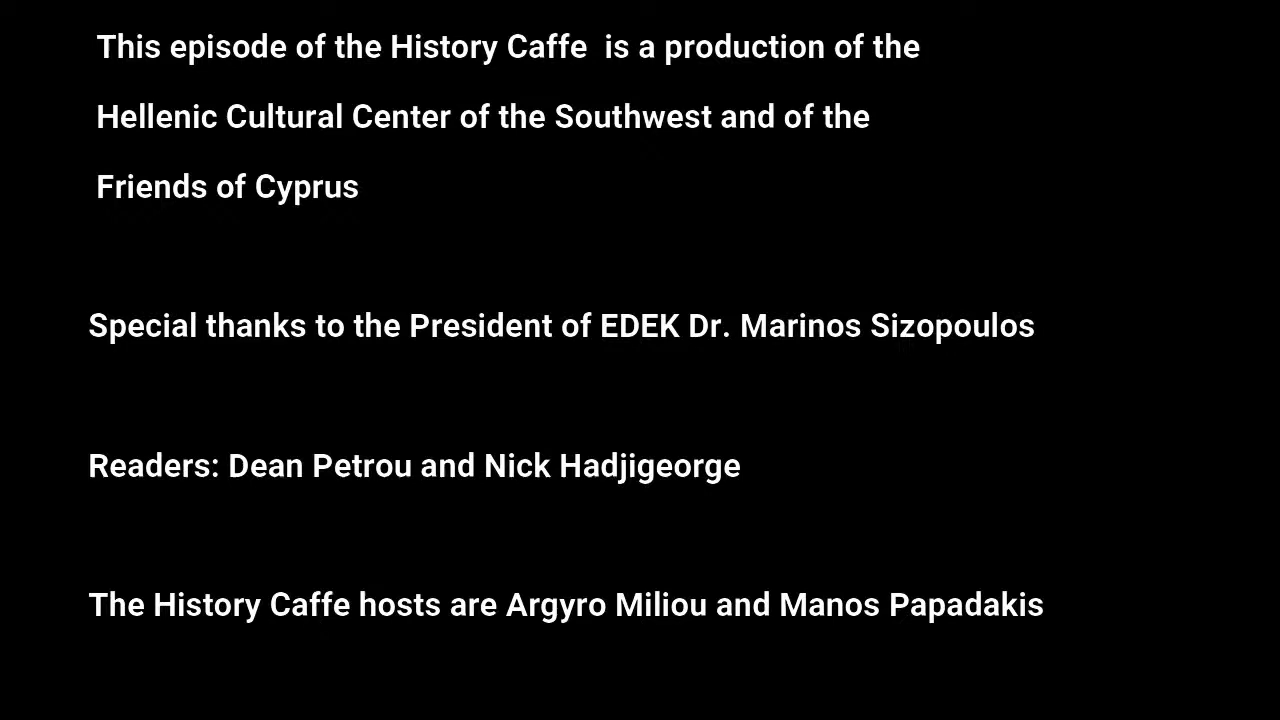 This episode of the History Caffe  is a production of the
Hellenic Cultural Center of the Southwest and of the
Friends of Cyprus
Special thanks to the President of EDEK Dr. Marinos Sizopoulos
Readers: Dean Petrou and Nick Hadjigeorge
The History Caffe hosts are Argyro Miliou and Manos Papadakis